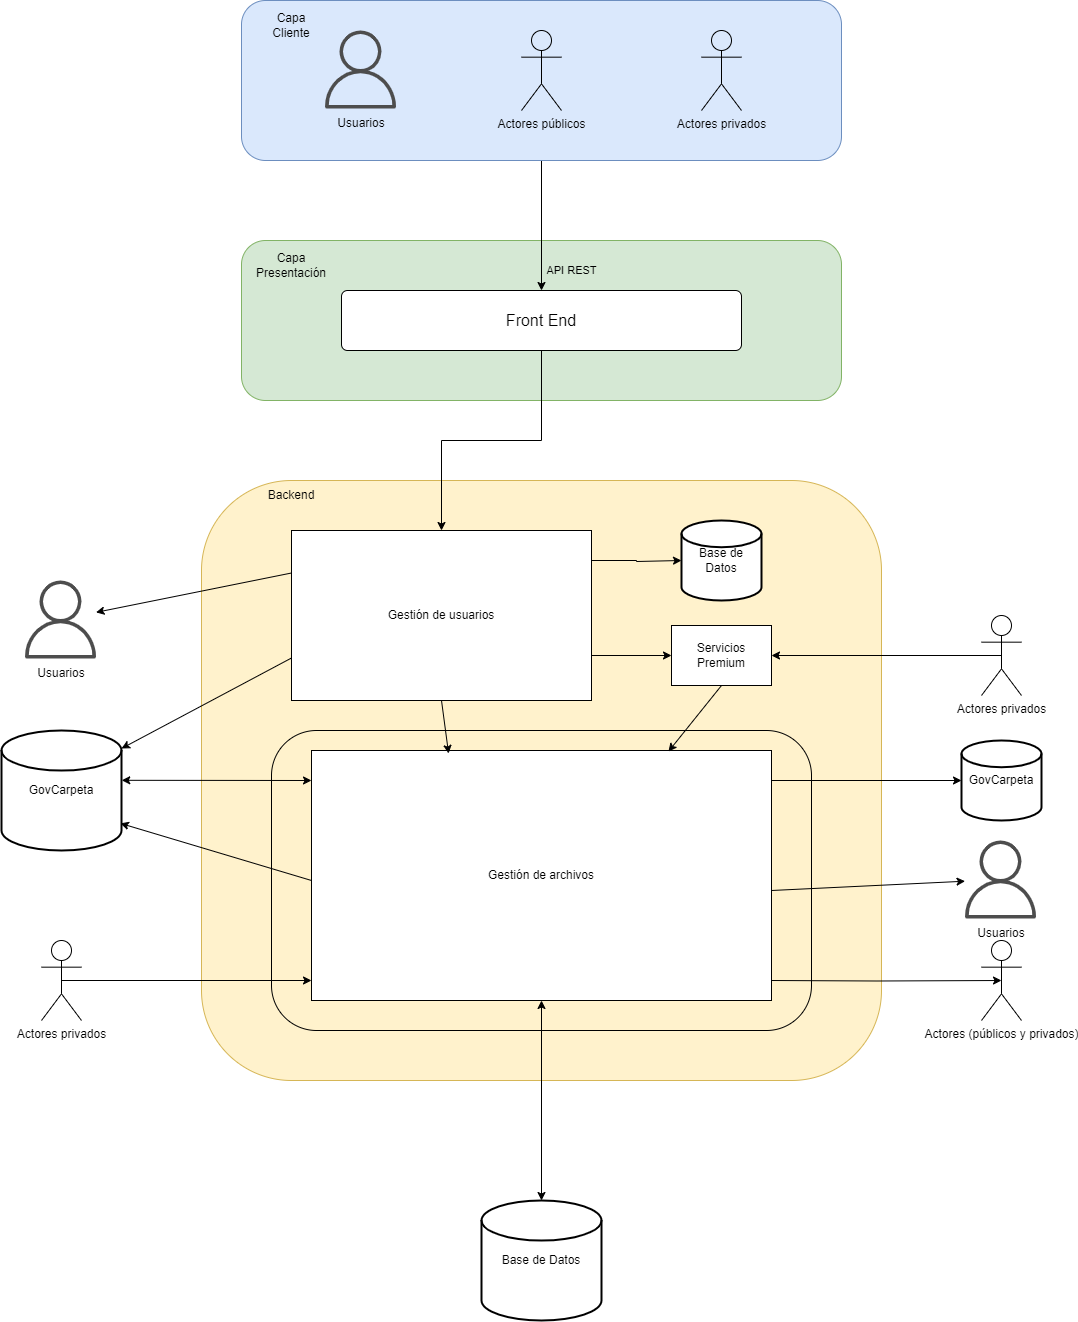 Capa
Cliente
Usuarios
Actores públicos
Actores privados
Capa
Presentación
API REST
Front End
Backend
Base de
Datos
Gestión de usuarios
Servicios
Premium
Usuarios
Actores privados
GovCarpeta
GovCarpeta
Gestión de archivos
Usuarios
Actores privados
Actores (públicos y privados)
Base de Datos